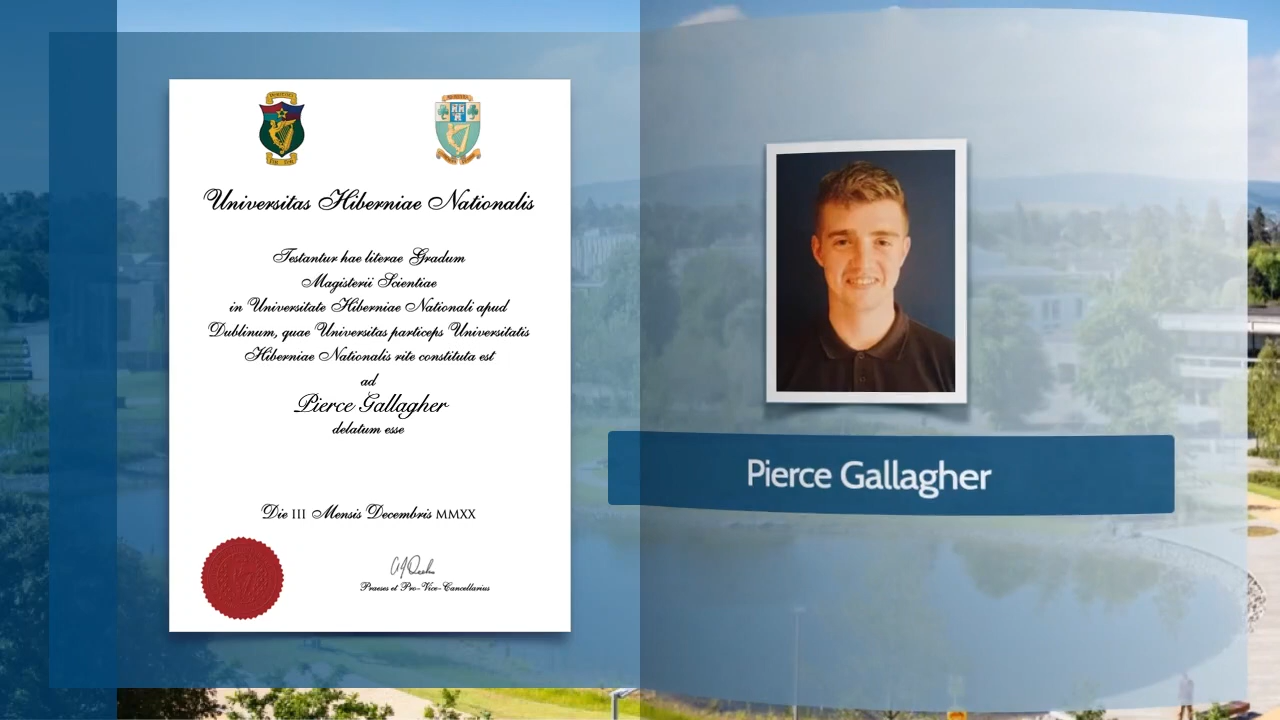 Universitas Hiberniae Nationalis
Testantur hae literae Gradum
Magisterii Scientiae
in Universitate Hiberniae Nationali apud
Dublinum, quae Universitas particeps Universitatis
Hiberniae Nationalis rite constituta est
ad
Pierce Gallagher
delatum esse
Die III Mensis Decembris MMXX
Praeses et Pro-Vice-Cancellarius
Pierce Gallagher